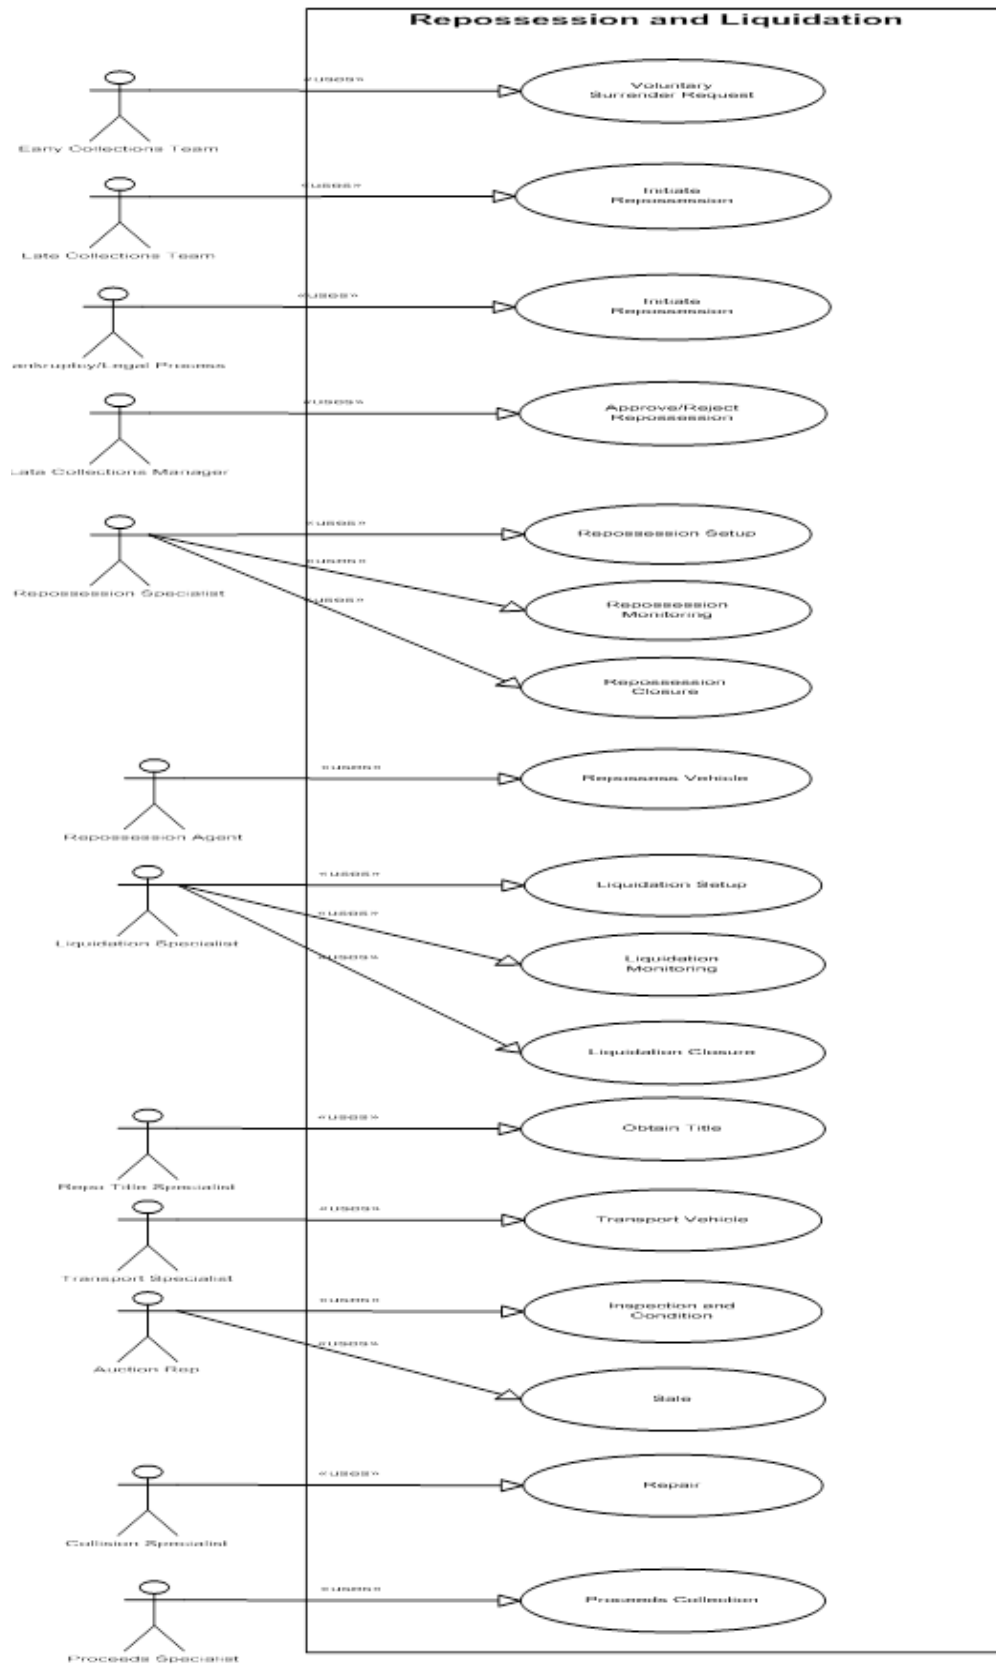 Repossession and Liquidation
«uses»
Voluntary
Surrender Request
Early Collections Team
«uses»
Initiate
Repossession
Late Collections Team
«uses»
Initiate
Repossession
ankruptcy/Legal Process
«uses»
Approve/Reject
Repossession
Late Collections Manager
«uses»
Repossession Setup
«uses»
Repossession
Monitoring
Repossession Specialist
«uses»
Repossession
Closure
«uses»
Repossess Vehicle
Repossession Agent
«uses»
Liquidation Setup
«uses»
Liquidation Specialist
«uses»
Liquidation
Monitoring
Liquidation Closure
«uses»
Obtain Title
Repo Title Specialist
«uses»
Transport Vehicle
Transport Specialist
«uses»
Inspection and
Condition
«uses»
Auction Rep
Sale
«uses»
Repair
Collision Specialist
«uses»
Proceeds Collection
Proceeds Specialist